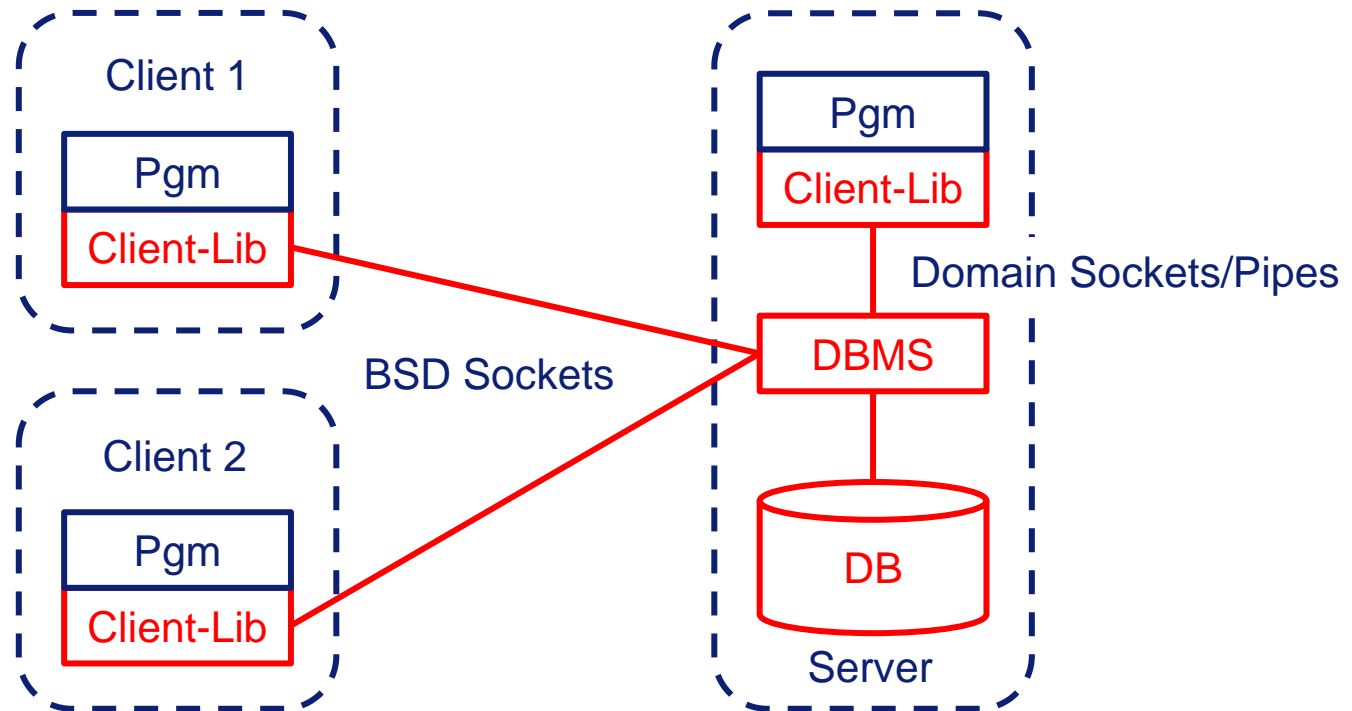 Client 1
Pgm
Client-Lib
BSD Sockets
Client 2
Pgm
Client-Lib
Pgm
Client-Lib
Domain Sockets/Pipes
DBMS
DB
Server